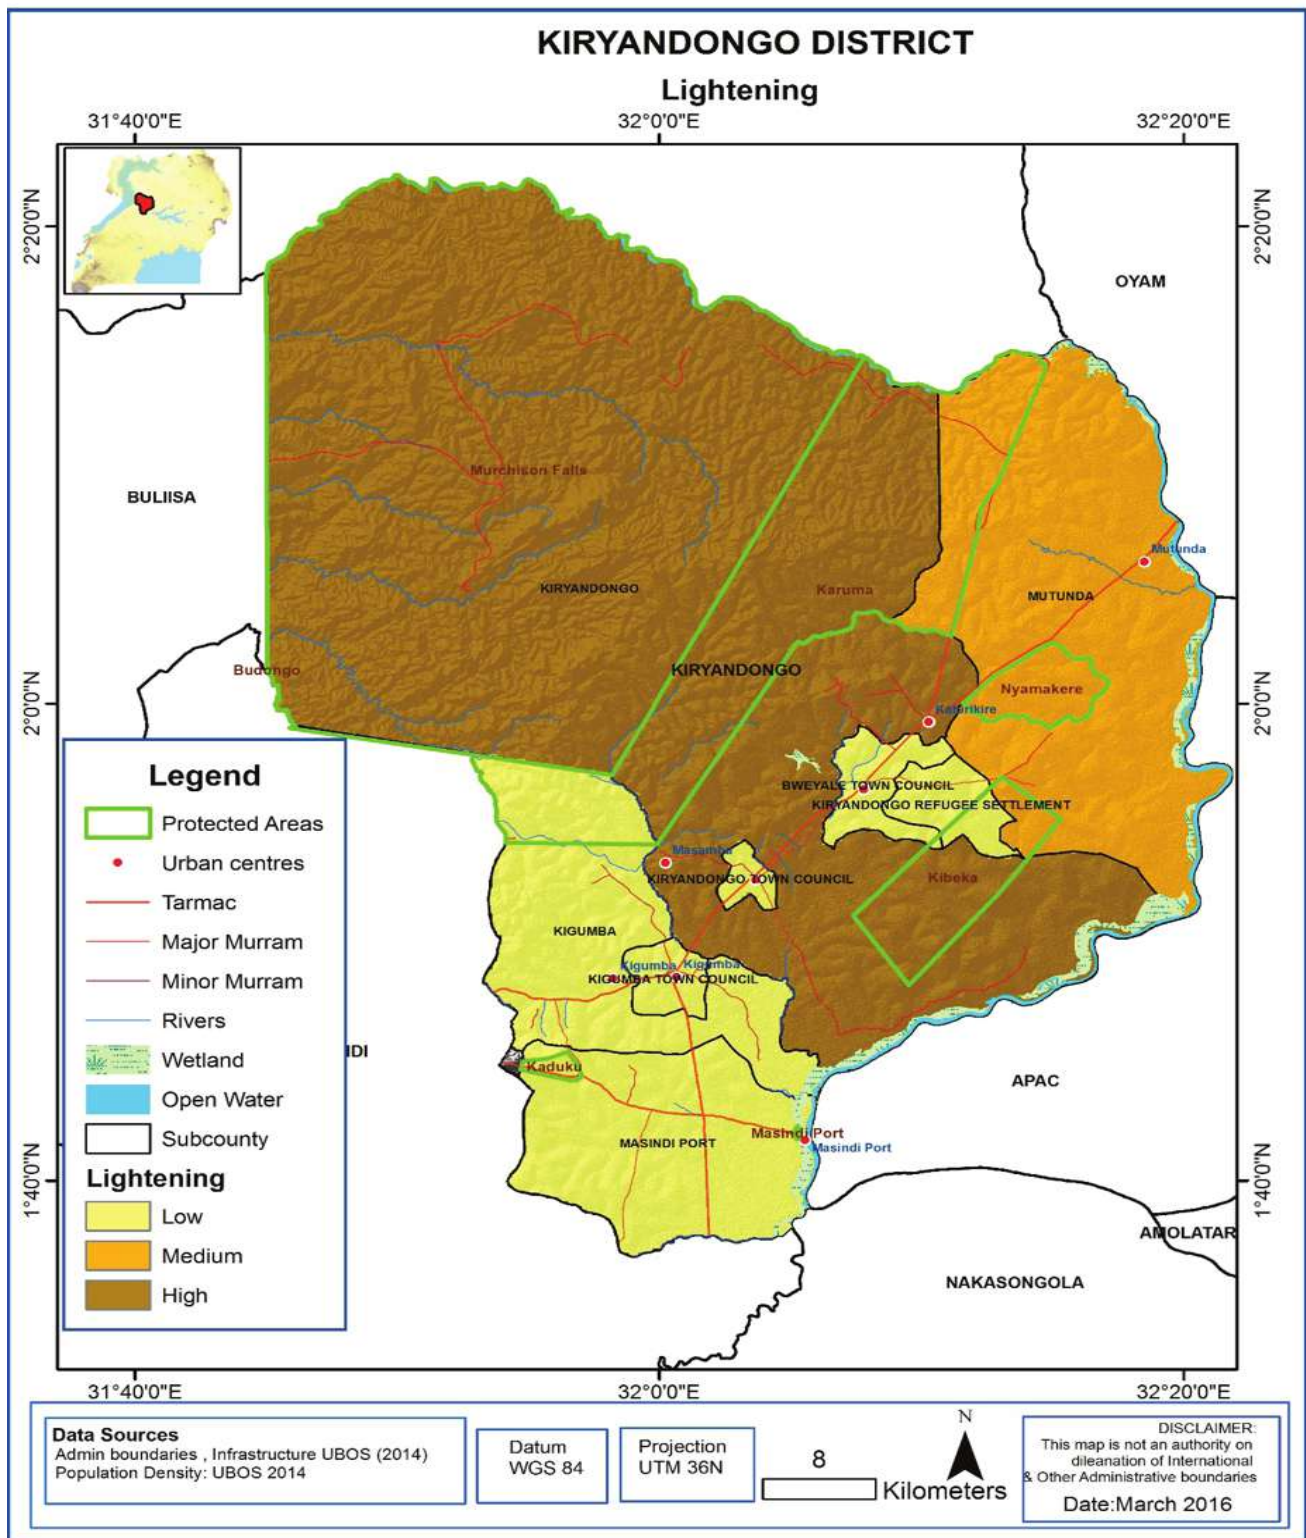 KIRYANDONGO DISTRICT
Lightening
31°40'0"E
32°0'0"E
32°20'0"E
2°20'0"N
2°20'0"N
OYAM
BULIISA
Murchison Falls
Mutunda
KIRYANDONGO
Karuma
MUTUNDA
Budongo
KIRYANDONGO
Nyamakere
2°0'0"N
2°0'0"N
BWEYALE TOWN COUNCIL
KIRYANDONGO REFUGEE SETTLEMENT
Masamba
KIRYANDONGO TOWN COUNCIL
Kibeka
KIGUMBA
Kigumba
Kigumba
KIGUMBA TOWN COUNCIL
IDI
Kaduku
APAC
Masindi Port
MASINDI PORT
Masindi Port
1°40'0"N
1°40'0"N
AMOLATAR
NAKASONGOLA
Legend
Protected Areas
Urban centres
Tarmac
Major Murram
Minor Murram
Rivers
Wetland
Open Water
Subcounty
Lightening
Low
Medium
High
31°40'0"E
32°0'0"E
32°20'0"E
Data Sources
Admin boundaries , Infrastructure UBOS (2014)
Population Density: UBOS 2014
Datum
WGS 84
Projection
UTM 36N
8
Kilometers
N
DISCLAIMER:
This map is not an authority on
dileanation of International
& Other Administrative boundaries
Date:March 2016